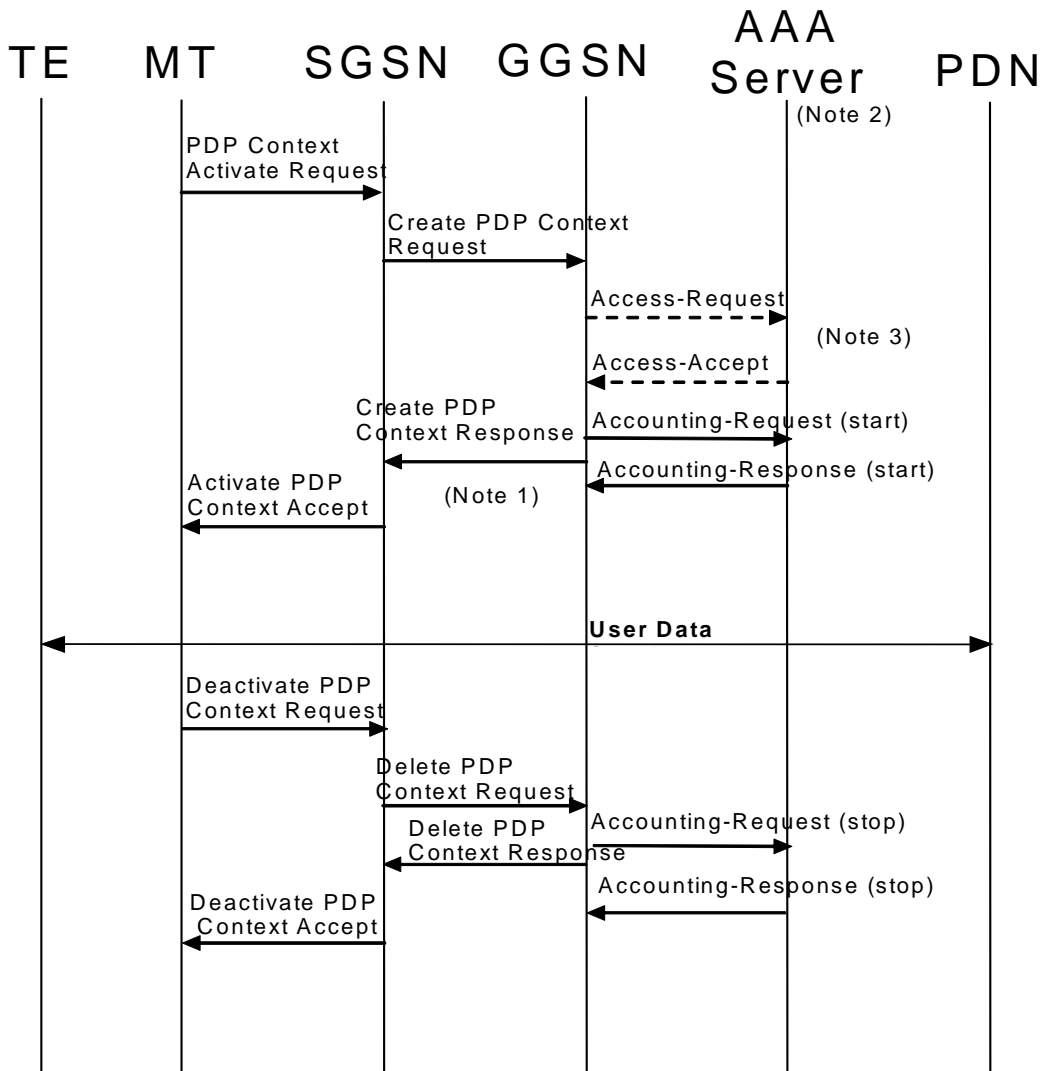 TE
MT
SGSN
GGSN
AAA
Server
PDN
(Note 2)
PDP Context
Activate Request
Create PDP Context
Request
Access-Request
(Note 3)
Access-Accept
Create PDP
Context Response
Accounting-Request (start)
Accounting-Response (start)
Activate PDP
Context Accept
(Note 1)
User Data
Deactivate PDP
Context Request
Delete PDP
Context Request
Accounting-Request (stop)
Delete PDP
Context Response
Accounting-Response (stop)
Deactivate PDP
Context Accept